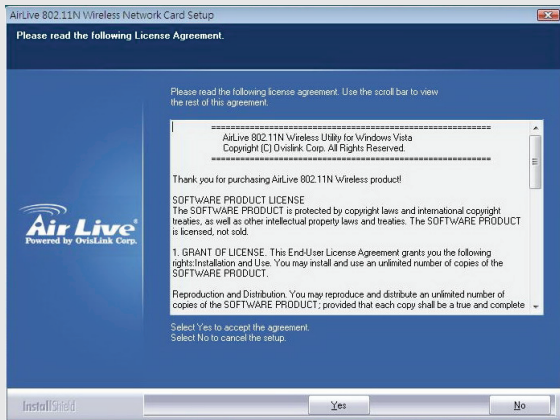 AirLive 802.11N Wireless Network Card Setup
Please read the following License Agreement.
Please read the following license agreement. Use the scroll bar to view
the rest of this agreement.
================================================
AirLive 802.11N Wireless Utility for Windows Vista
Copyright (C) Ovislink Corp. All Rights Reserved.
================================================
Thank you for purchasing AirLive 802.11N Wireless product!
SOFTWARE PRODUCT LICENSE
The SOFTWARE PRODUCT is protected by copyright laws and international copyright
treaties, as well as other intellectual property laws and treaties. The SOFTWARE PRODUCT
is licensed, not sold.
1. GRANT OF LICENSE. This End-User License Agreement grants you the following
rights:Installation and Use. You may install and use an unlimited number of copies of the
SOFTWARE PRODUCT.
Reproduction and Distribution. You may reproduce and distribute an unlimited number of
copies of the SOFTWARE PRODUCT; provided that each copy shall be a true and complete
Air Live®
Powered by OvisLink Corp.
Select Yes to accept the agreement.
Select No to cancel the setup.
InstallShield
Yes
No